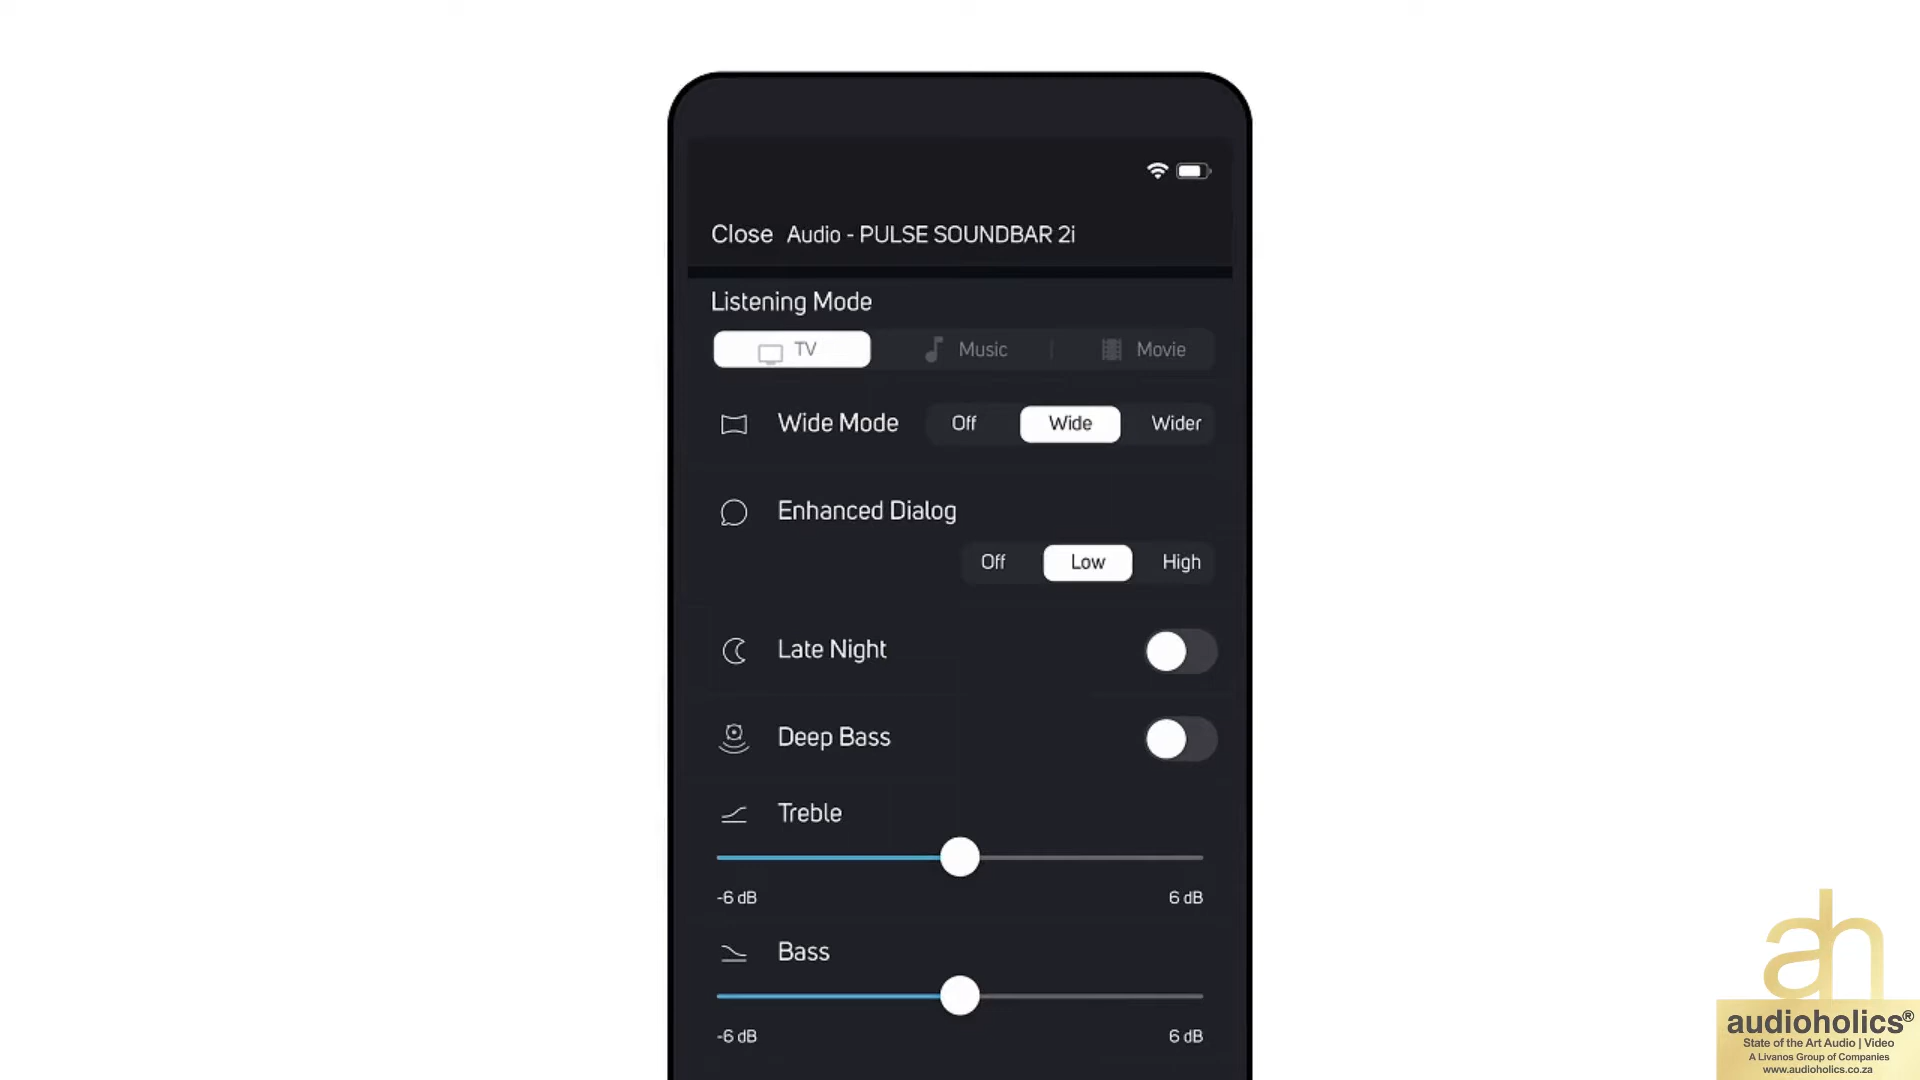 Close Audio - PULSE SOUNDBAR 2i
Listening Mode
TV Music Movie
Wide Mode Off Wide Wider
Enhanced Dialog
Off Low High
Late Night
Deep Bass
Treble
-6 dB 6 dB
Bass
-6 dB 6 dB
ah
audioholics®
State of the Art Audio | Video
A Livanos Group of Companies
www.audioholics.co.za